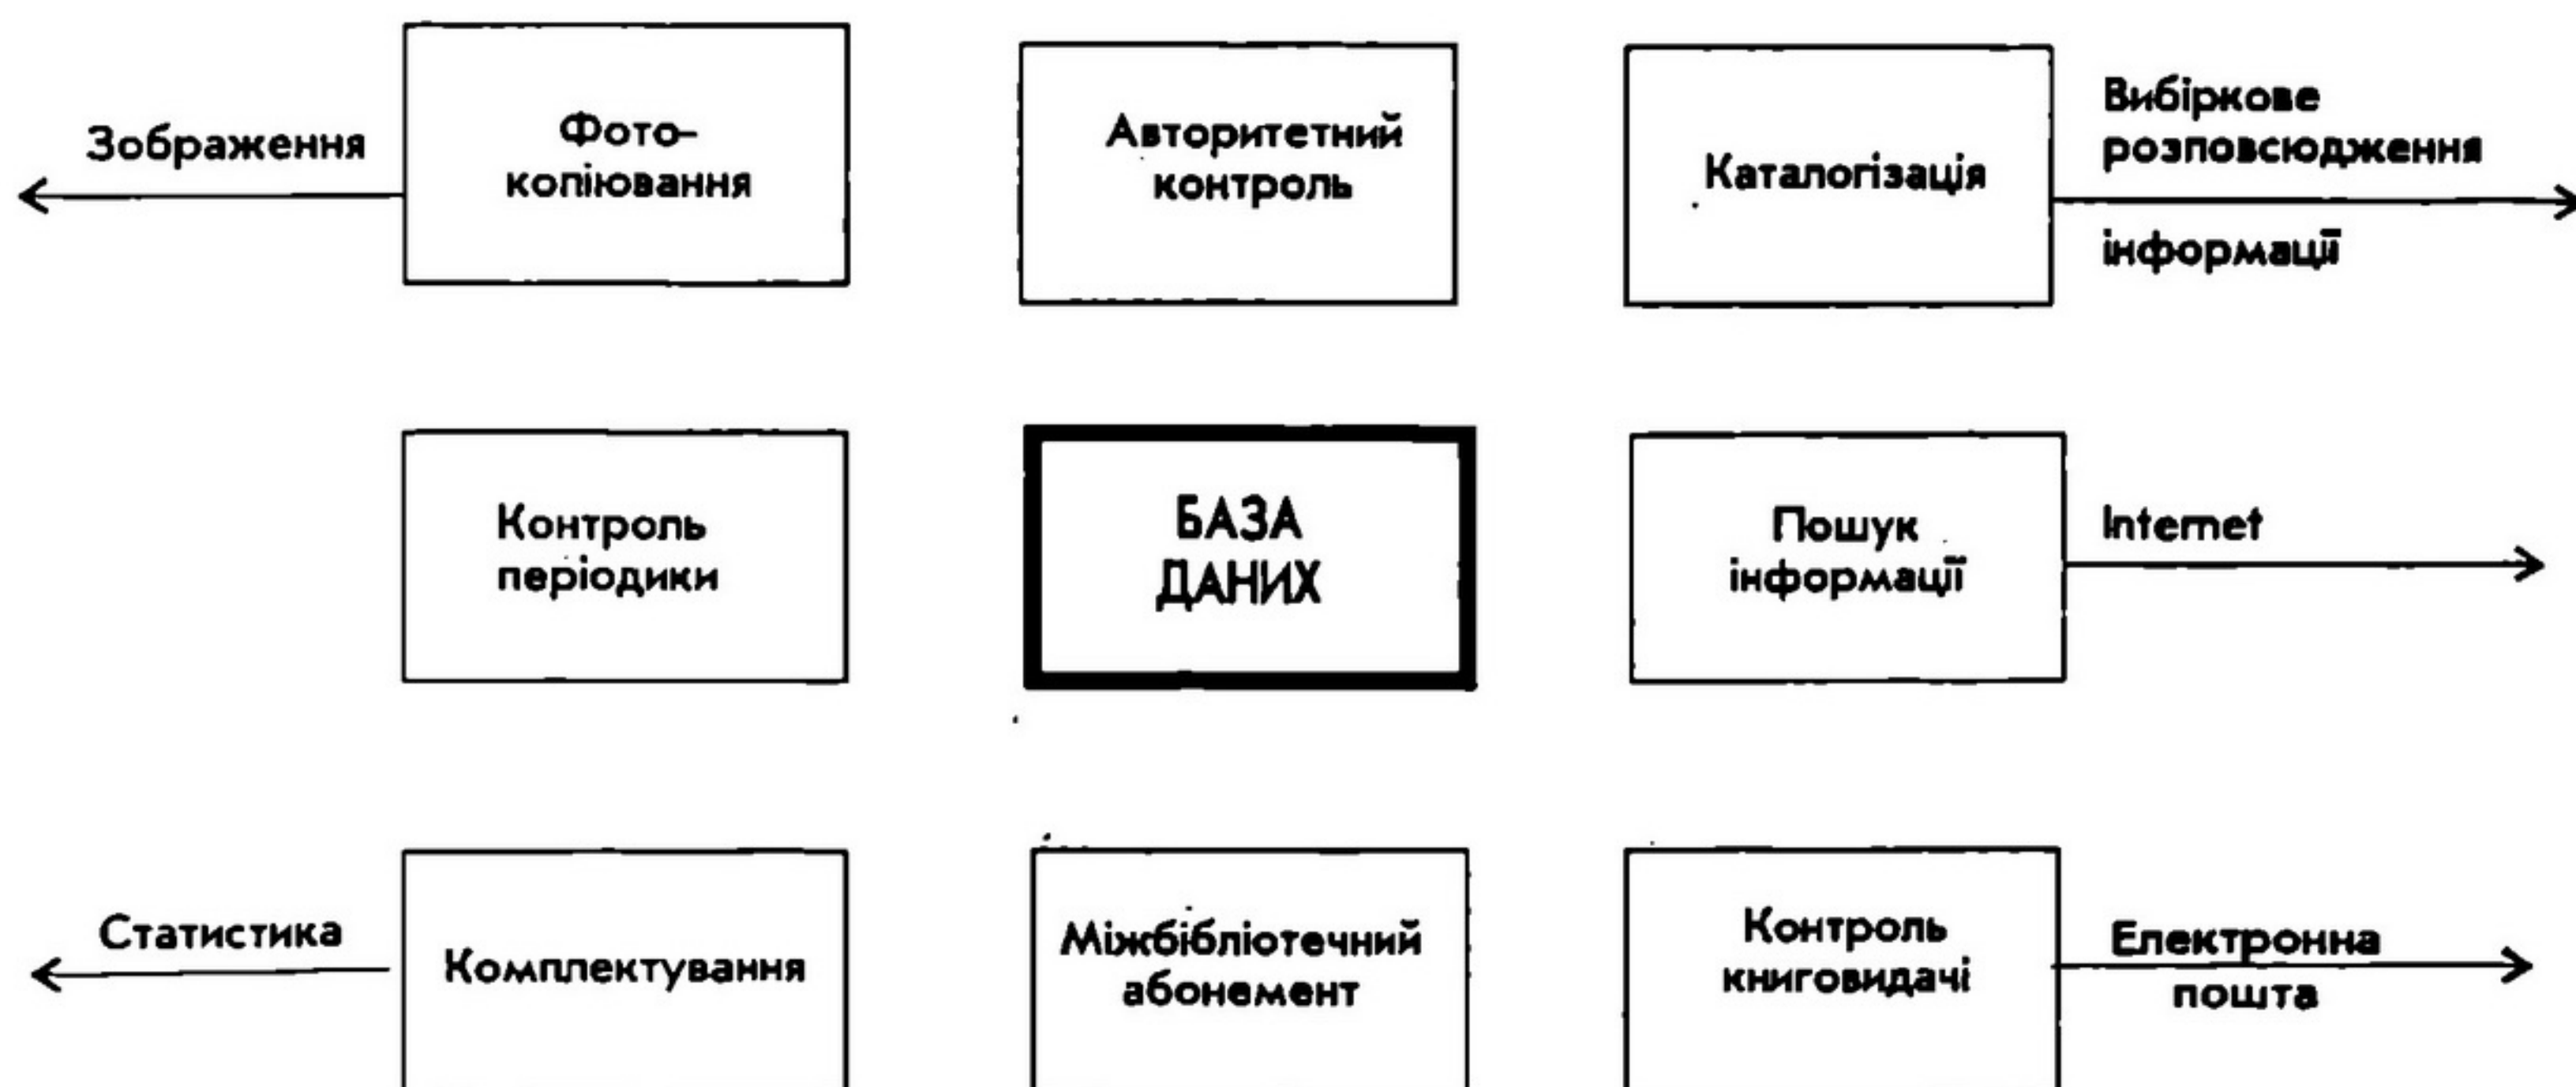 Зображення
Фото-
копіювання
Авторитетний
контроль
Каталогізація
Вибіркове
розповсюдження
інформації
Контроль
періодики
БАЗА
ДАНИХ
Пошук
інформації
Internet
Статистика
Комплектування
Міжбібліотечний
абонемент
Контроль
книговидачі
Електронна
пошта